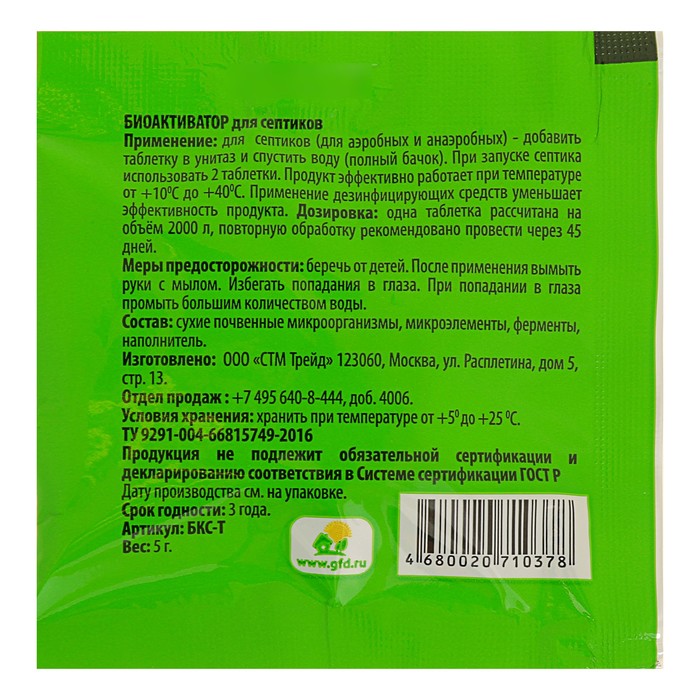 БИОАКТИВАТОР для септиков
Применение: для септиков (для аэробных и анаэробных) - добавить
таблетку в унитаз и спустить воду (полный бачок). При запуске септика
использовать 2 таблетки. Продукт эффективно работает при температуре
от +10⁰С до +40⁰С. Применение дезинфицирующих средств уменьшает
эффективность продукта. Дозировка: одна таблетка рассчитана на
объём 2000 л, повторную обработку рекомендовано провести через 45
дней.
Меры предосторожности: беречь от детей. После применения вымыть
руки с мылом. Избегать попадания в глаза. При попадании в глаза
промыть большим количеством воды.
Состав: сухие почвенные микроорганизмы, микроэлементы, ферменты,
наполнитель.
Изготовлено: ООО «СТМ Трейд» 123060, Москва, ул. Расплетина, дом 5,
стр. 13.
Отдел продаж : +7 495 640-8-444, доб. 4006.
Условия хранения: хранить при температуре от +5⁰ до +25 ⁰С.
ТУ 9291-004-66815749-2016
Продукция не подлежит обязательной сертификации и
декларированию соответствия в Системе сертификации ГОСТ Р
Дату производства см. на упаковке.
Срок годности: 3 года.
Артикул: БКС-Т
Вес: 5 г.
www.gfd.ru
4 680020 710378